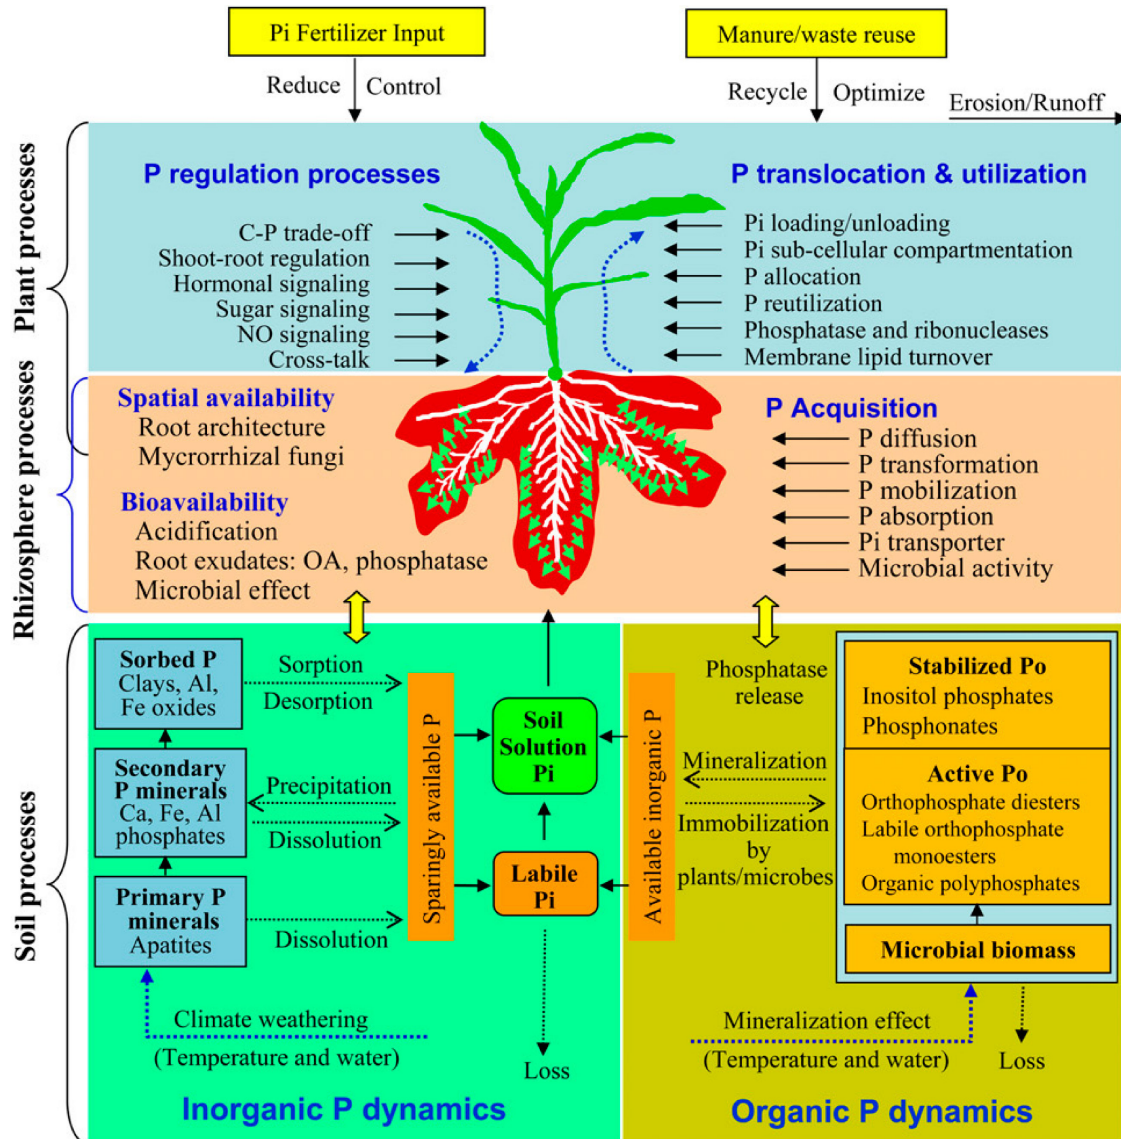 Pi Fertilizer Input
Manure/waste reuse
Reduce
Control
Recycle
Optimize
Erosion/Runoff
Plant processes
P regulation processes
C-P trade-off
Shoot-root regulation
Hormonal signaling
Sugar signaling
NO signaling
Cross-talk
P translocation & utilization
Pi loading/unloading
Pi sub-cellular compartmentation
P allocation
P reutilization
Phosphatase and ribonucleases
Membrane lipid turnover
Rhizosphere processes
Spatial availability
Root architecture
Mycrorrhizal fungi
Bioavailability
Acidification
Root exudates: OA, phosphatase
Microbial effect
P Acquisition
P diffusion
P transformation
P mobilization
P absorption
Pi transporter
Microbial activity
Soil processes
Sorbed P
Clays, Al,
Fe oxides
Secondary
P minerals
Ca, Fe, Al
phosphates
Primary P
minerals
Apatites
Sorption
Desorption
Precipitation
Dissolution
Dissolution
Sparingly available P
Soil
Solution
Pi
Labile
Pi
Loss
Climate weathering
(Temperature and water)
Inorganic P dynamics
Available inorganic P
Phosphatase
release
Mineralization
Immobilization
by
plants/microbes
Stabilized Po
Inositol phosphates
Phosphonates
Active Po
Orthophosphate diesters
Labile orthophosphate
monoesters
Organic polyphosphates
Microbial biomass
Mineralization effect
(Temperature and water)
Loss
Organic P dynamics